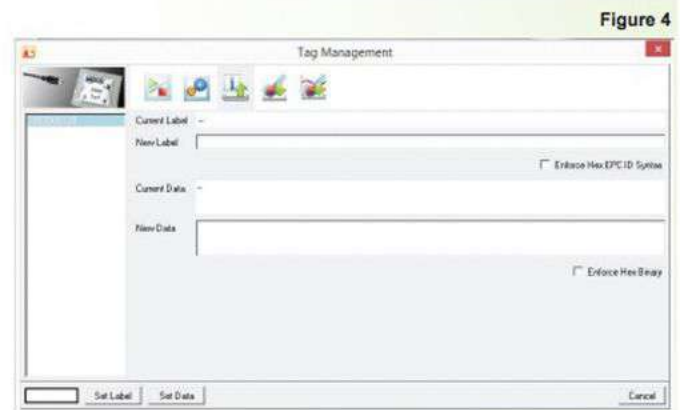 Figure 4
Tag Management
Current Label -
New Label
Enforce Hex EPC ID Syntax
Current Data -
New Data
Enforce Hex Binary
Set Label
Set Data
Cancel